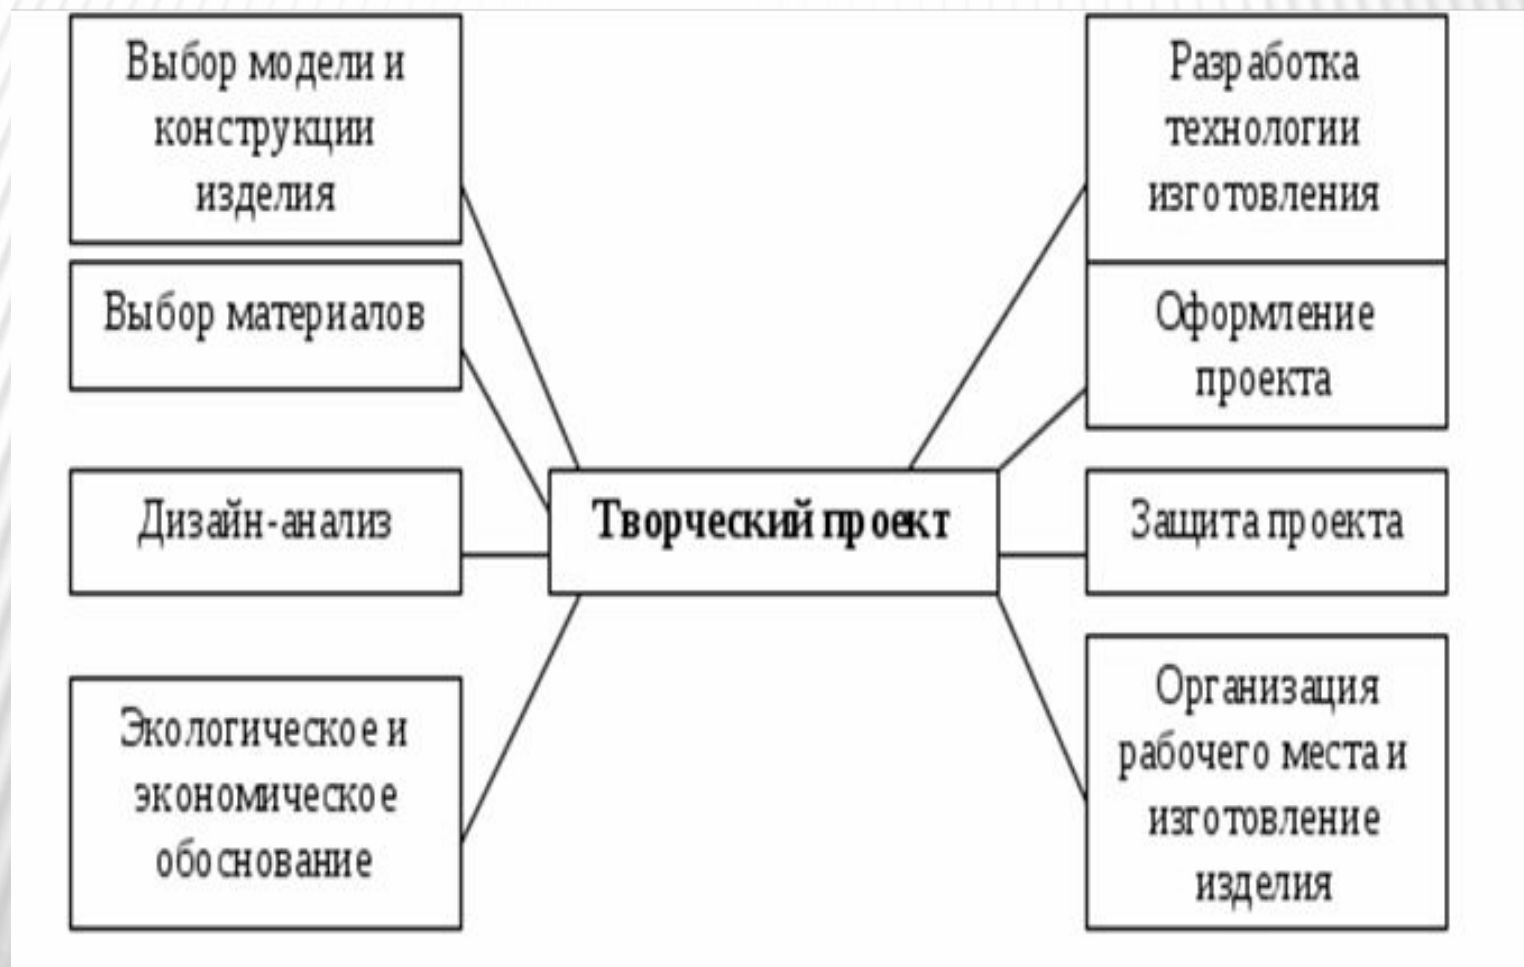 Выбор модели и
конструкции
изделия
Выбор материалов
Дизайн-анализ
Экологическое и
экономическое
обоснование
Творческий проект
Разработка
технологии
изготовления
Оформление
проекта
Защита проекта
Организация
рабочего места и
изготовление
изделия